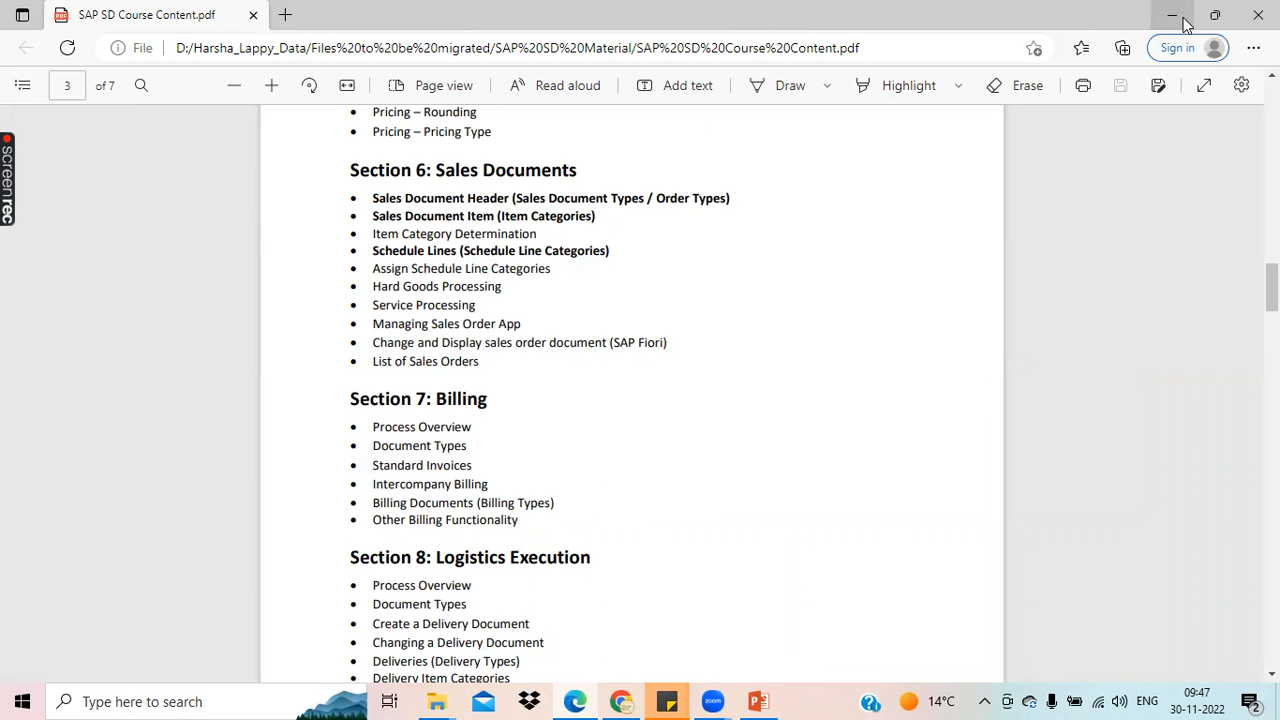 SAP SD Course Content.pdf
File
D:/Harsha_Lappy_Data/Files%20to%20be%20migrated/SAP%20SD%20Material/SAP%20SD%20Course%20Content.pdf
Sign in
3 of 7
Page view
Read aloud
Add text
Draw
Highlight
Erase
• Pricing – Rounding
• Pricing – Pricing Type
Section 6: Sales Documents
• Sales Document Header (Sales Document Types / Order Types)
• Sales Document Item (Item Categories)
• Item Category Determination
• Schedule Lines (Schedule Line Categories)
• Assign Schedule Line Categories
• Hard Goods Processing
• Service Processing
• Managing Sales Order App
• Change and Display sales order document (SAP Fiori)
• List of Sales Orders
Section 7: Billing
• Process Overview
• Document Types
• Standard Invoices
• Intercompany Billing
• Billing Documents (Billing Types)
• Other Billing Functionality
Section 8: Logistics Execution
• Process Overview
• Document Types
• Create a Delivery Document
• Changing a Delivery Document
• Deliveries (Delivery Types)
• Delivery Item Categories
screen rec
Type here to search
zoom
14°C
ENG
09:47
30-11-2022
2